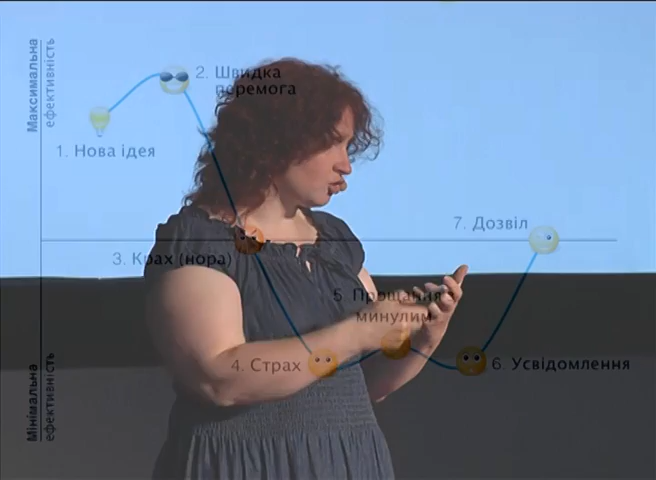 Максимальна
ефективність
2. Швидка
перемога
1. Нова ідея
7. Дозвіл
3. Крах (нора)
5. Прощання з
минулим
4. Страх
6. Усвідомлення
Мінімальна
ефективність